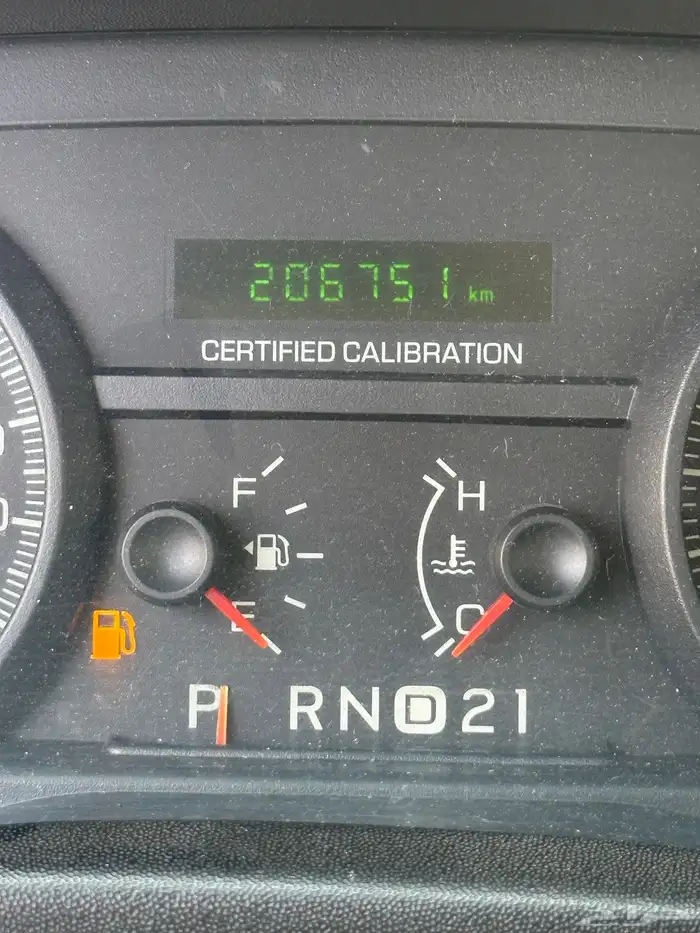 206751 km
CERTIFIED CALIBRATION
F
H
E
C
P RND21